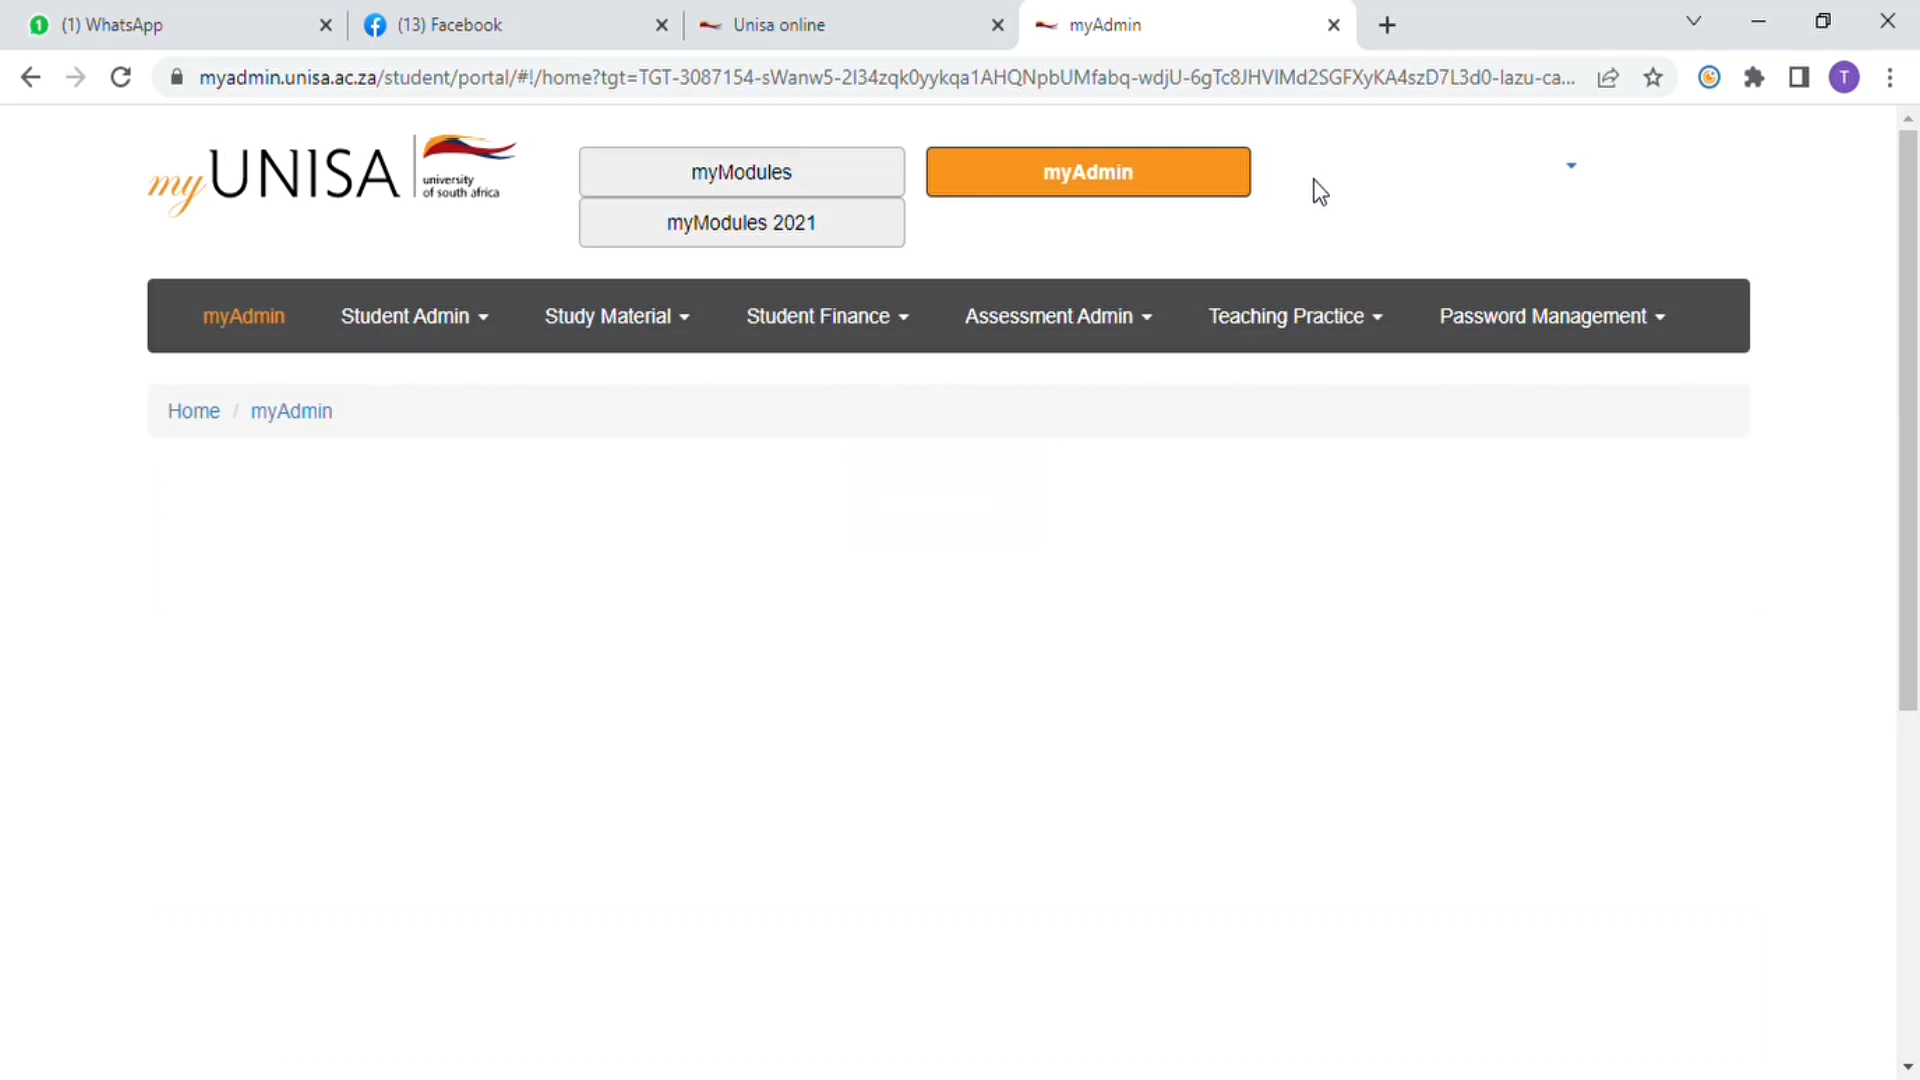 (1) WhatsApp
(13) Facebook
Unisa online
myAdmin
myadmin.unisa.ac.za/student/portal/#!/home?tgt=TGT-3087154-sWanw5-2I34zqk0yykqa1AHQNpbUMfabq-wdjU-6gTc8JHVIMd2SGFXyKA4szD7L3d0-lazu-ca...
T
myUNISA
university
of south africa
myModules
myAdmin
myModules 2021
myAdmin
Student Admin
Study Material
Student Finance
Assessment Admin
Teaching Practice
Password Management
Home / myAdmin